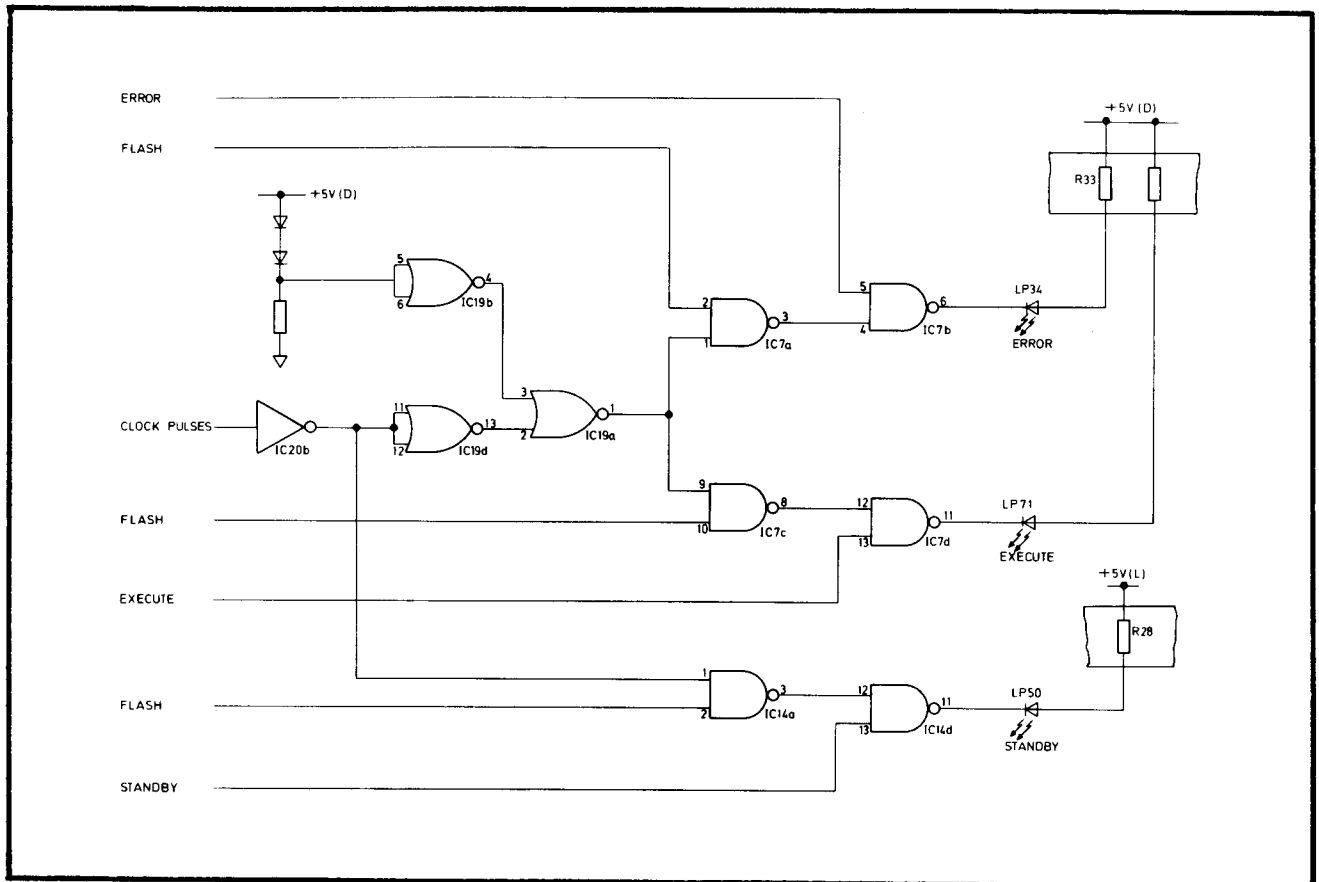 ERROR
FLASH
+5V(D)
5
6
4
IC19b
CLOCK PULSES
IC20b
11
12
13
IC19d
3
2
1
IC19a
2
1
3
IC7a
5
4
6
IC7b
LP34
ERROR
+5V(D)
R33
FLASH
9
10
8
IC7c
12
13
11
IC7d
LP71
EXECUTE
EXECUTE
+5V(L)
R28
FLASH
1
2
3
IC14a
12
13
11
IC14d
LP50
STANDBY
STANDBY